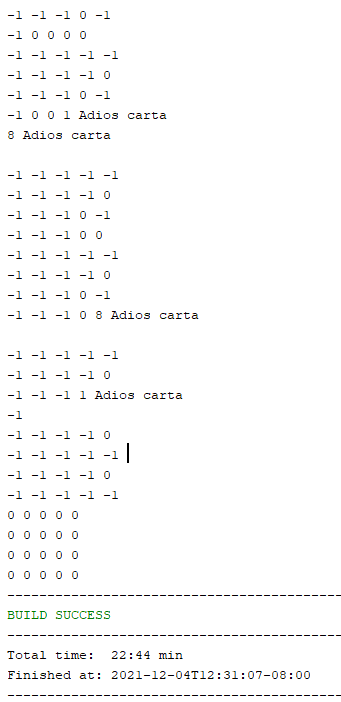 -1 -1 -1 0 -1
-1 0 0 0 0
-1 -1 -1 -1 -1
-1 -1 -1 -1 0
-1 -1 -1 0 -1
-1 0 0 1 Adios carta
8 Adios carta
-1 -1 -1 -1 -1
-1 -1 -1 -1 0
-1 -1 -1 0 -1
-1 -1 -1 0 0
-1 -1 -1 -1 -1
-1 -1 -1 -1 0
-1 -1 -1 0 -1
-1 -1 -1 0 8 Adios carta
-1 -1 -1 -1 -1
-1 -1 -1 -1 0
-1 -1 -1 1 Adios carta
-1
-1 -1 -1 -1 0
-1 -1 -1 -1 -1
-1 -1 -1 -1 0
-1 -1 -1 -1 -1
0 0 0 0 0
0 0 0 0 0
0 0 0 0 0
0 0 0 0 0
------------------------------------------
BUILD SUCCESS
------------------------------------------
Total time:  22:44 min
Finished at: 2021-12-04T12:31:07-08:00
------------------------------------------